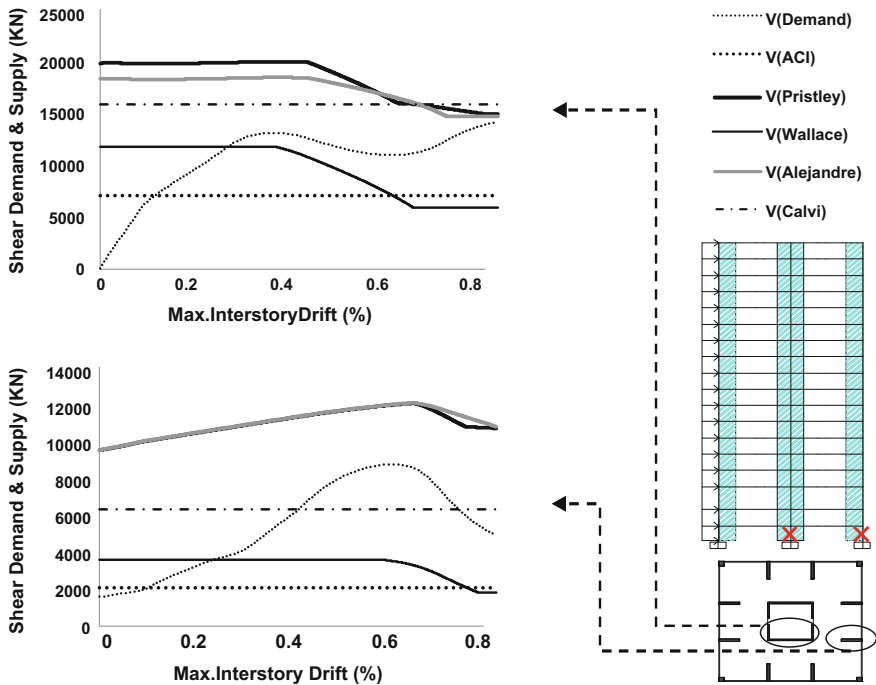 Shear Demand & Supply (KN)
25000
20000
15000
10000
5000
0
0 0.2 0.4 0.6 0.8
Max.InterstoryDrift (%)
V(Demand)
V(ACI)
V(Pristley)
V(Wallace)
V(Alejandre)
V(Calvi)
Shear Demand & Supply (KN)
14000
12000
10000
8000
6000
4000
2000
0
0 0.2 0.4 0.6 0.8
Max.Interstory Drift (%)